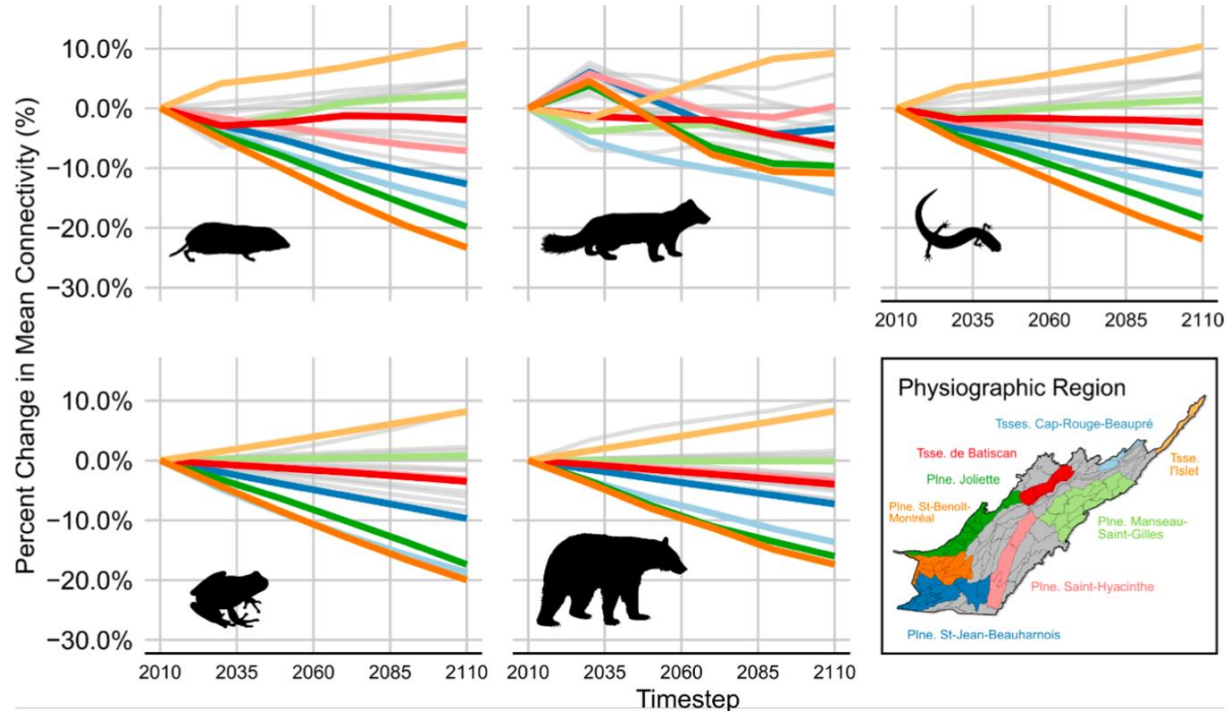 Percent Change in Mean Connectivity (%)
10.0%
0.0%
−10.0%
−20.0%
−30.0%
2010 2035 2060 2085 2110
10.0%
0.0%
−10.0%
−20.0%
−30.0%
2010 2035 2060 2085 2110
2010 2035 2060 2085 2110
Timestep
Physiographic Region
Tsses. Cap-Rouge-Beaupré
Tsse. de Batiscan
Tsse.
l'Islet
Plne. Joliette
Plne. St-Benoît-
Montréal
Plne. Manseau-
Saint-Gilles
Plne. Saint-Hyacinthe
Plne. St-Jean-Beauharnois